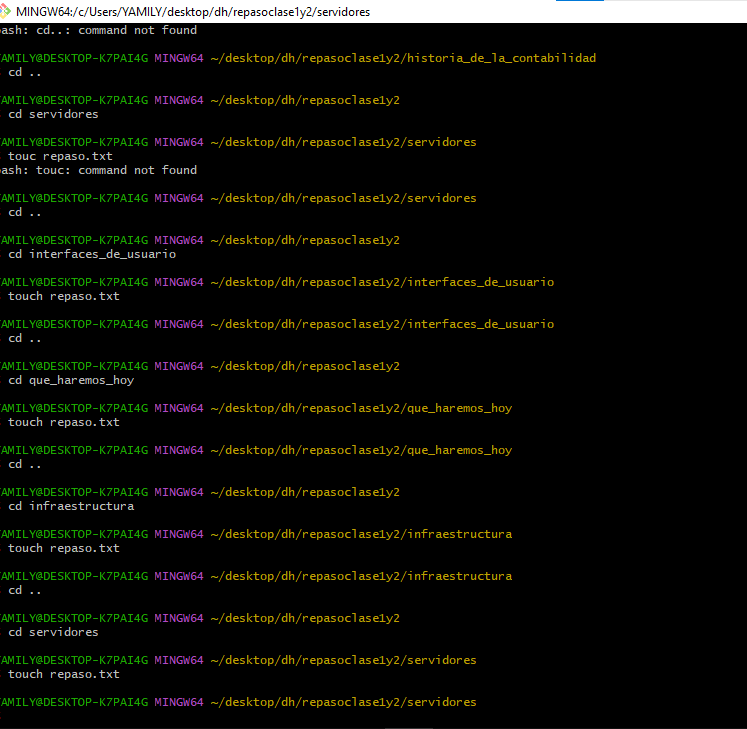 MINGW64:/c/Users/YAMILY/desktop/dh/repasoclase1y2/servidores
ash: cd..: command not found
AMILY@DESKTOP-K7PAI4G MINGW64 ~/desktop/dh/repasoclase1y2/historia_de_la_contabilidad
cd ..
AMILY@DESKTOP-K7PAI4G MINGW64 ~/desktop/dh/repasoclase1y2
cd servidores
AMILY@DESKTOP-K7PAI4G MINGW64 ~/desktop/dh/repasoclase1y2/servidores
touc repaso.txt
ash: touc: command not found
AMILY@DESKTOP-K7PAI4G MINGW64 ~/desktop/dh/repasoclase1y2/servidores
cd ..
AMILY@DESKTOP-K7PAI4G MINGW64 ~/desktop/dh/repasoclase1y2
cd interfaces_de_usuario
AMILY@DESKTOP-K7PAI4G MINGW64 ~/desktop/dh/repasoclase1y2/interfaces_de_usuario
touch repaso.txt
AMILY@DESKTOP-K7PAI4G MINGW64 ~/desktop/dh/repasoclase1y2/interfaces_de_usuario
cd ..
AMILY@DESKTOP-K7PAI4G MINGW64 ~/desktop/dh/repasoclase1y2
cd que_haremos_hoy
AMILY@DESKTOP-K7PAI4G MINGW64 ~/desktop/dh/repasoclase1y2/que_haremos_hoy
touch repaso.txt
AMILY@DESKTOP-K7PAI4G MINGW64 ~/desktop/dh/repasoclase1y2/que_haremos_hoy
cd ..
AMILY@DESKTOP-K7PAI4G MINGW64 ~/desktop/dh/repasoclase1y2
cd infraestructura
AMILY@DESKTOP-K7PAI4G MINGW64 ~/desktop/dh/repasoclase1y2/infraestructura
touch repaso.txt
AMILY@DESKTOP-K7PAI4G MINGW64 ~/desktop/dh/repasoclase1y2/infraestructura
cd ..
AMILY@DESKTOP-K7PAI4G MINGW64 ~/desktop/dh/repasoclase1y2
cd servidores
AMILY@DESKTOP-K7PAI4G MINGW64 ~/desktop/dh/repasoclase1y2/servidores
touch repaso.txt
AMILY@DESKTOP-K7PAI4G MINGW64 ~/desktop/dh/repasoclase1y2/servidores